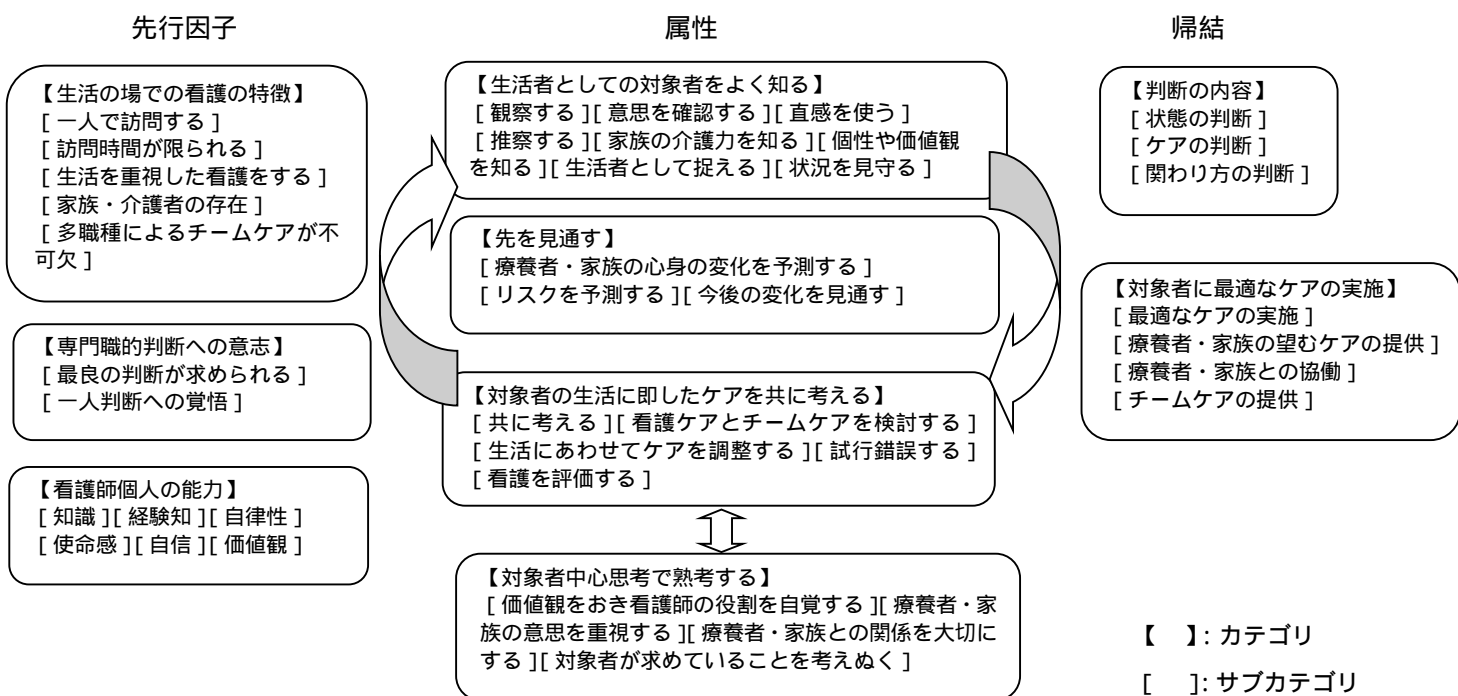 先行因子
【生活の場での看護の特徴】
[ 一人で訪問する ]
[ 訪問時間が限られる ]
[ 生活を重視した看護をする ]
[ 家族・介護者の存在 ]
[ 多職種によるチームケアが不
可欠 ]
【専門職的判断への意志】
[ 最良の判断が求められる ]
[ 一人判断への覚悟 ]
【看護師個人の能力】
[ 知識 ][ 経験知 ][ 自律性 ]
[ 使命感 ][ 自信 ][ 価値観 ]
属性
【生活者としての対象者をよく知る】
[ 観察する ][ 意思を確認する ][ 直感を使う ]
[ 推察する ][ 家族の介護力を知る ][ 個性や価値観
を知る ][ 生活者として捉える ][ 状況を見守る ]
【先を見通す】
[ 療養者・家族の心身の変化を予測する ]
[ リスクを予測する ][ 今後の変化を見通す ]
【対象者の生活に即したケアを共に考える】
[ 共に考える ][ 看護ケアとチームケアを検討する ]
[ 生活にあわせてケアを調整する ][ 試行錯誤する ]
[ 看護を評価する ]
【対象者中心思考で熟考する】
[ 価値観をおき看護師の役割を自覚する ][ 療養者・家
族の意思を重視する ][ 療養者・家族との関係を大切に
する ][ 対象者が求めていることを考えぬく ]
帰結
【判断の内容】
[ 状態の判断 ]
[ ケアの判断 ]
[ 関わり方の判断 ]
【対象者に最適なケアの実施】
[ 最適なケアの実施 ]
[ 療養者・家族の望むケアの提供 ]
[ 療養者・家族との協働 ]
[ チームケアの提供 ]
【　】: カテゴリ
[　]: サブカテゴリ